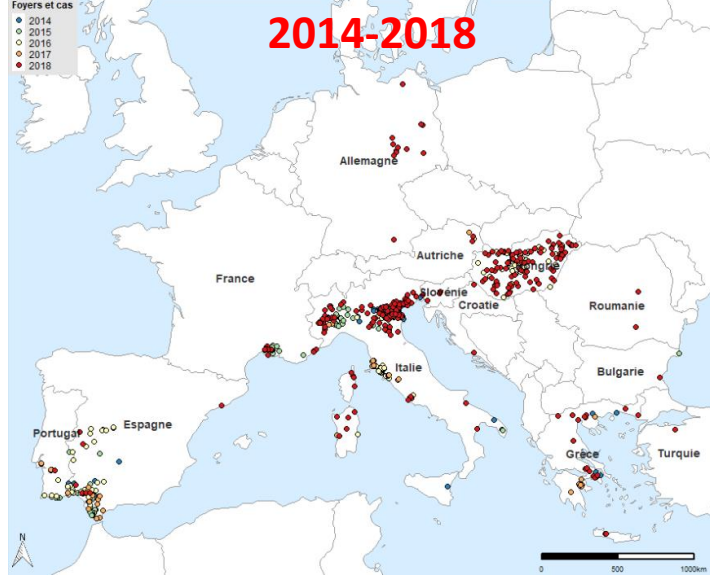 Foyers et cas
2014
2015
2016
2017
2018
2014-2018
Allemagne
Autriche
Hongrie
France
Slovénie
Croatie
Roumanie
Italie
Bulgarie
Portugal
Espagne
Grèce
Turquie
N
0 500 1000km